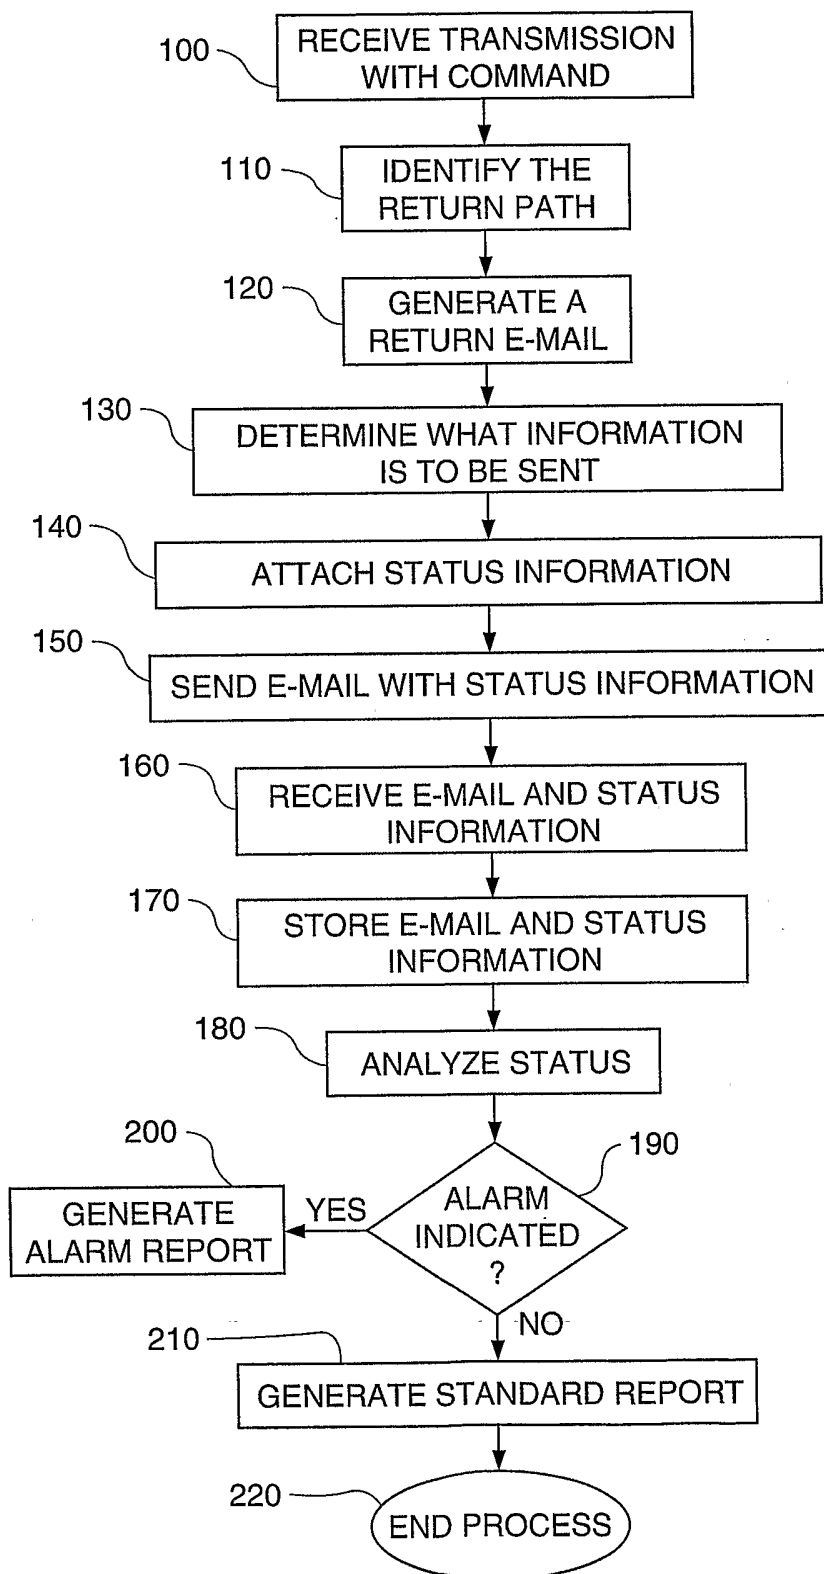 100
RECEIVE TRANSMISSION
WITH COMMAND
110
IDENTIFY THE
RETURN PATH
120
GENERATE A
RETURN E-MAIL
130
DETERMINE WHAT INFORMATION
IS TO BE SENT
140
ATTACH STATUS INFORMATION
150
SEND E-MAIL WITH STATUS INFORMATION
160
RECEIVE E-MAIL AND STATUS
INFORMATION
170
STORE E-MAIL AND STATUS
INFORMATION
180
ANALYZE STATUS
190
ALARM
INDICATED
?
YES
200
GENERATE
ALARM REPORT
NO
210
GENERATE STANDARD REPORT
220
END PROCESS